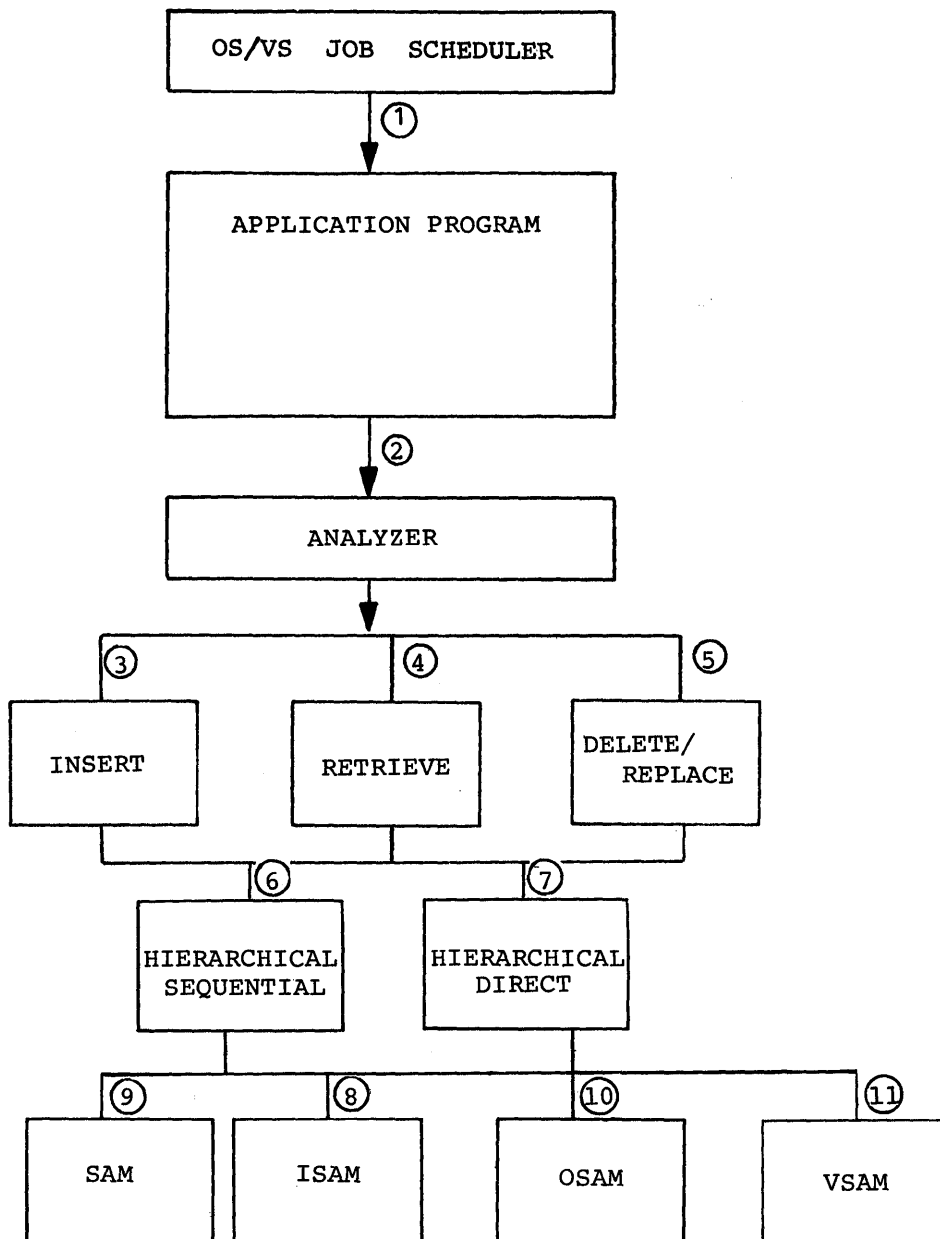 OS/VS JOB SCHEDULER
1
APPLICATION PROGRAM
2
ANALYZER
3
4
5
INSERT
RETRIEVE
DELETE/
REPLACE
6
7
HIERARCHICAL
SEQUENTIAL
HIERARCHICAL
DIRECT
9
8
10
11
SAM
ISAM
OSAM
VSAM